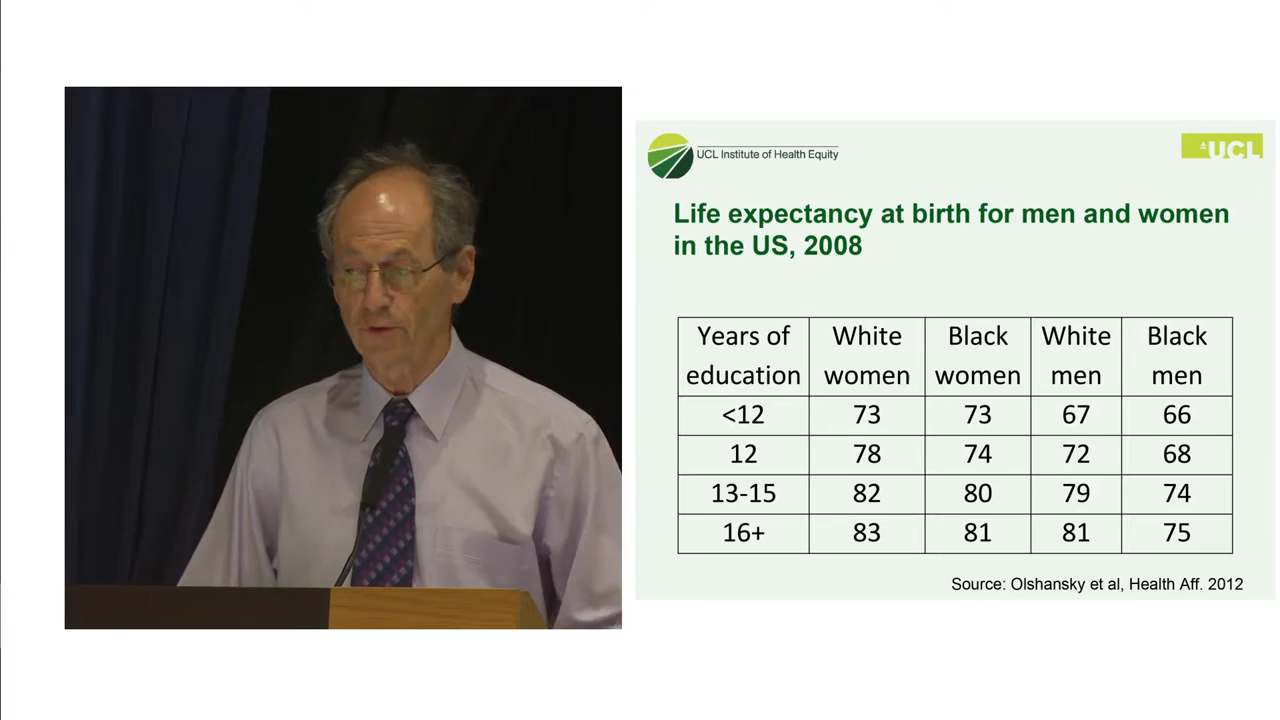 UCL Institute of Health Equity
UCL
Life expectancy at birth for men and women
in the US, 2008
Years of education White women Black women White men Black men
<12 73 73 67 66
12 78 74 72 68
13-15 82 80 79 74
16+ 83 81 81 75
Source: Olshansky et al, Health Aff. 2012